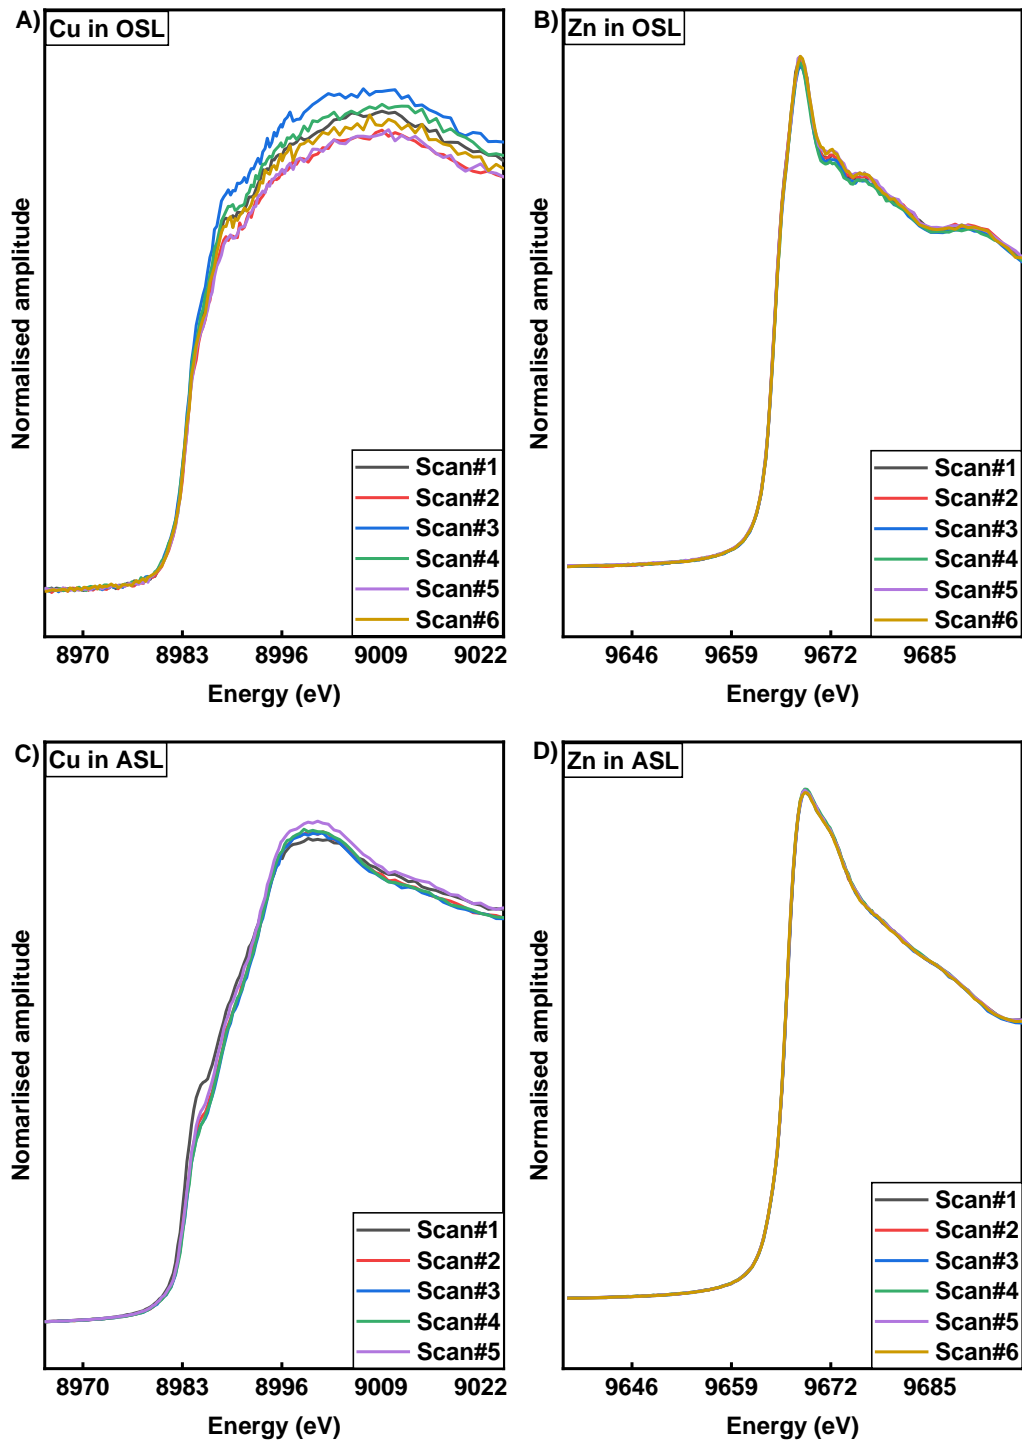 A)
Cu in OSL
Normalised amplitude
Scan#1
Scan#2
Scan#3
Scan#4
Scan#5
Scan#6
8970 8983 8996 9009 9022
Energy (eV)
B)
Zn in OSL
Normalised amplitude
Scan#1
Scan#2
Scan#3
Scan#4
Scan#5
Scan#6
9646 9659 9672 9685
Energy (eV)
C)
Cu in ASL
Nomarlised amplitude
Scan#1
Scan#2
Scan#3
Scan#4
Scan#5
8970 8983 8996 9009 9022
Energy (eV)
D)
Zn in ASL
Normalised amplitude
Scan#1
Scan#2
Scan#3
Scan#4
Scan#5
Scan#6
9646 9659 9672 9685
Energy (eV)